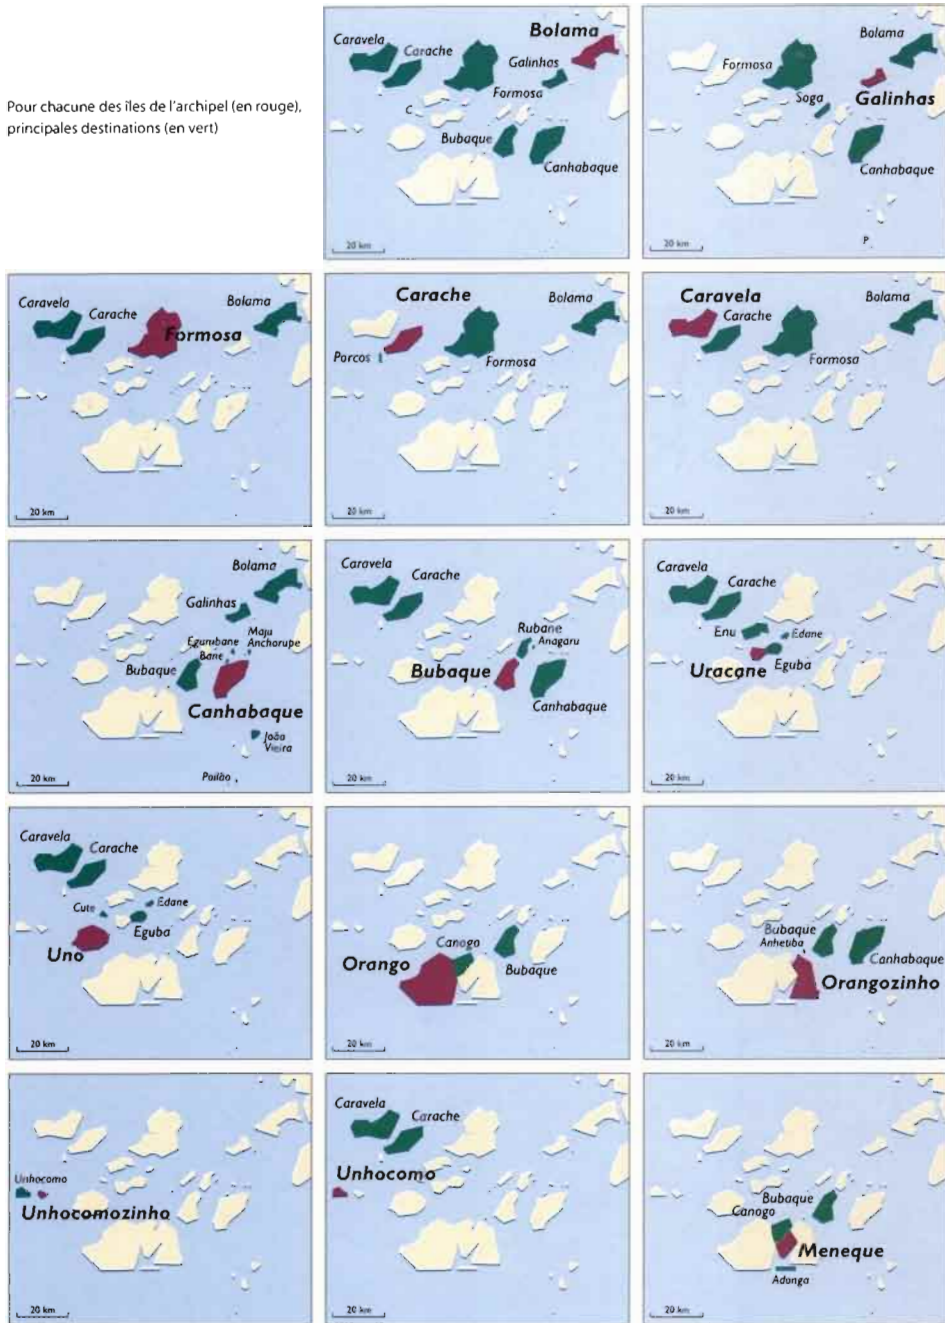 Pour chacune des îles de l'archipel (en rouge),
principales destinations (en vert)
Bolama
Caravela
Carache
Galinhas
Formosa
C
Bubaque
Canhabaque
20 km
Bolama
Formosa
Soga
Galinhas
Canhabaque
P
20 km
Caravela
Carache
Bolama
Formosa
20 km
Carache
Bolama
Porcos
Formosa
20 km
Caravela
Bolama
Carache
Formosa
20 km
Bolama
Galinhas
Egumbane
Maju
Anchorupe
Bane
Bubaque
Canhabaque
João
Vieira
Poilão
20 km
Caravela
Carache
Rubane
Anagaru
Bubaque
Canhabaque
20 km
Caravela
Carache
Enu
Edane
Eguba
Uracane
20 km
Caravela
Carache
Cute
Edane
Eguba
Uno
20 km
Canogo
Orango
Bubaque
20 km
Bubaque
Anhetiba
Canhabaque
Orangozinho
20 km
Unhocomo
Unhocomozinho
20 km
Caravela
Carache
Unhocomo
20 km
Bubaque
Canogo
Meneque
Adonga
20 km